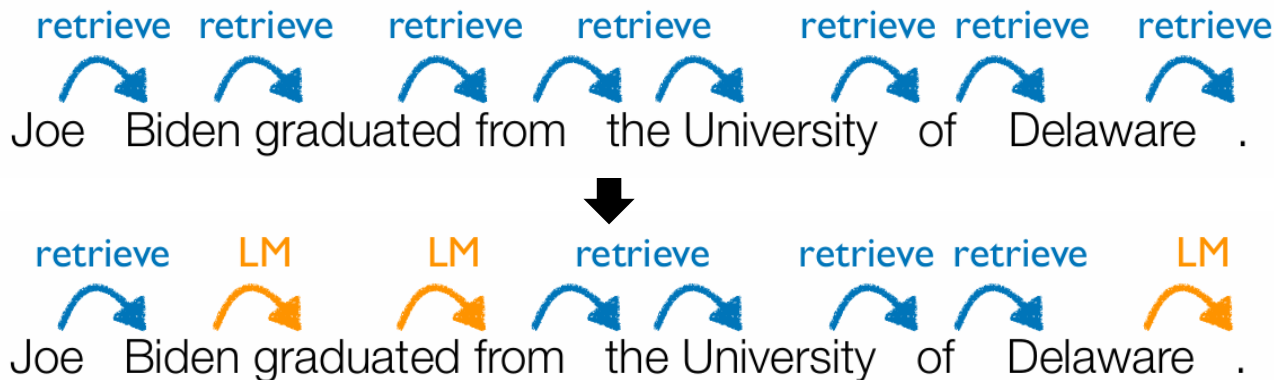 retrieve retrieve retrieve retrieve retrieve retrieve retrieve
Joe Biden graduated from the University of Delaware .
retrieve LM LM retrieve retrieve retrieve LM
Joe Biden graduated from the University of Delaware .